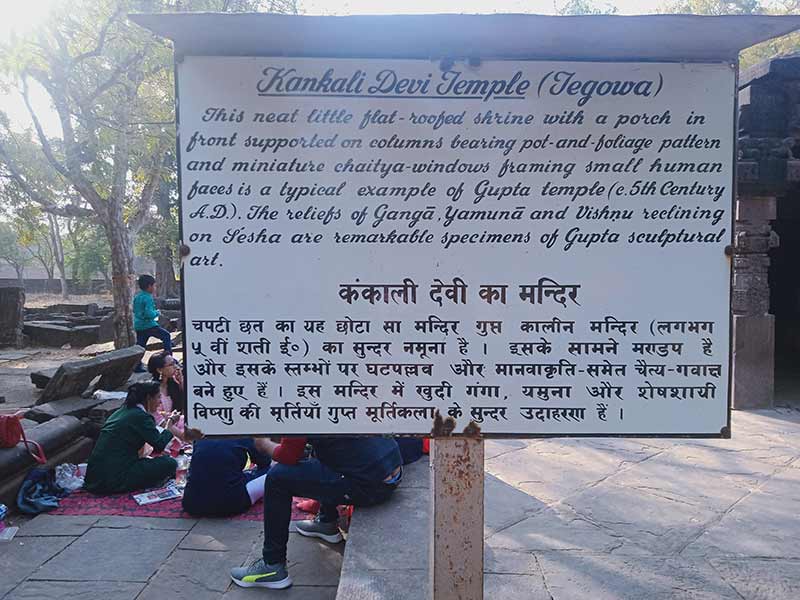 Kankali Devi Temple (Tegowa)
This neat little flat-roofed shrine with a porch in
front supported on columns bearing pot-and-foliage pattern
and miniature chaitya-windows framing small human
faces is a typical example of Gupta temple (c. 5th Century
A.D.). The reliefs of Gangā, Yamunā and Vishṇu reclining
on Śesha are remarkable specimens of Gupta sculptural
art.
कंकाली देवी का मन्दिर
चपटी छत का यह छोटा सा मन्दिर गुप्त कालीन मन्दिर (लगभग
५ वीं शती ई०) का सुन्दर नमूना है । इसके सामने मण्डप है
और इसके स्तम्भों पर घटपल्लव और मानवाकृति-समेत चैत्य-गवाक्ष
बने हुए हैं । इस मन्दिर में खुदी गंगा, यमुना और शेषशायी
विष्णु की मूर्तियाँ गुप्त मूर्तिकला के सुन्दर उदाहरण हैं ।